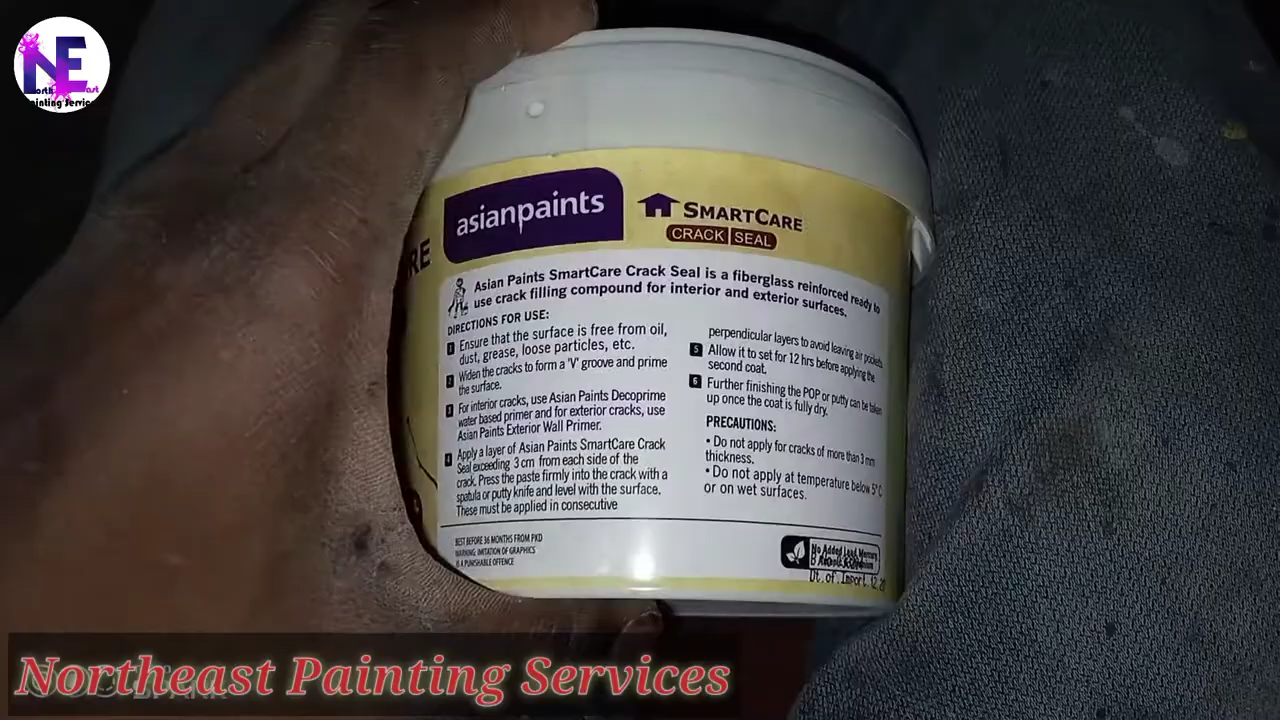 NE
asianpaints
SMARTCARE
CRACK SEAL
RE
Asian Paints SmartCare Crack Seal is a fiberglass reinforced ready to
use crack filling compound for interior and exterior surfaces.
DIRECTIONS FOR USE:
1 Ensure that the surface is free from oil,
dust, grease, loose particles, etc.
2 Widen the cracks to form a 'V' groove and prime
the surface.
3 For interior cracks, use Asian Paints Decoprime
water based primer and for exterior cracks, use
Asian Paints Exterior Wall Primer.
4 Apply a layer of Asian Paints SmartCare Crack
Seal exceeding 3 cm from each side of the
crack. Press the paste firmly into the crack with a
spatula or putty knife and level with the surface.
These must be applied in consecutive
perpendicular layers to avoid leaving air pockets
5 Allow it to set for 12 hrs before applying the
second coat.
6 Further finishing the POP or putty can be taken
up once the coat is fully dry.
PRECAUTIONS:
• Do not apply for cracks of more than 3 mm
thickness.
• Do not apply at temperature below 5°C
or on wet surfaces.
BEST BEFORE 36 MONTHS FROM PKD
WARNING: IMITATION OF GRAPHICS
IS A PUNISHABLE OFFENCE
No Added Lead, Mercury
Dt.of.Import
Northeast Painting Services